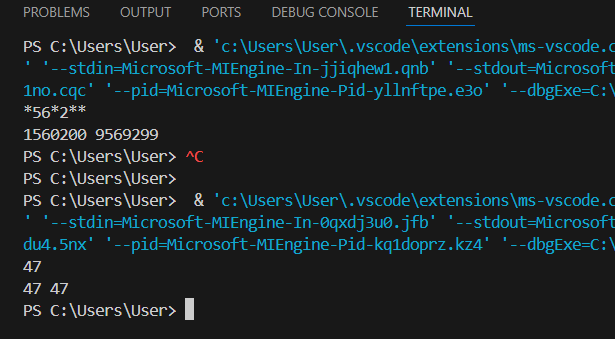 PROBLEMS OUTPUT PORTS DEBUG CONSOLE TERMINAL
PS C:\Users\User>  & 'c:\Users\User\.vscode\extensions\ms-vscode.c
' '--stdin=Microsoft-MIEngine-In-jjiqhew1.qnb' '--stdout=Microsoft
1no.cqc' '--pid=Microsoft-MIEngine-Pid-yllnftpe.e3o' '--dbgExe=C:\
*56*2**
1560200 9569299
PS C:\Users\User> ^C
PS C:\Users\User>
PS C:\Users\User>  & 'c:\Users\User\.vscode\extensions\ms-vscode.c
' '--stdin=Microsoft-MIEngine-In-0qxdj3u0.jfb' '--stdout=Microsoft
du4.5nx' '--pid=Microsoft-MIEngine-Pid-kq1doprz.kz4' '--dbgExe=C:\
47
47 47
PS C:\Users\User>